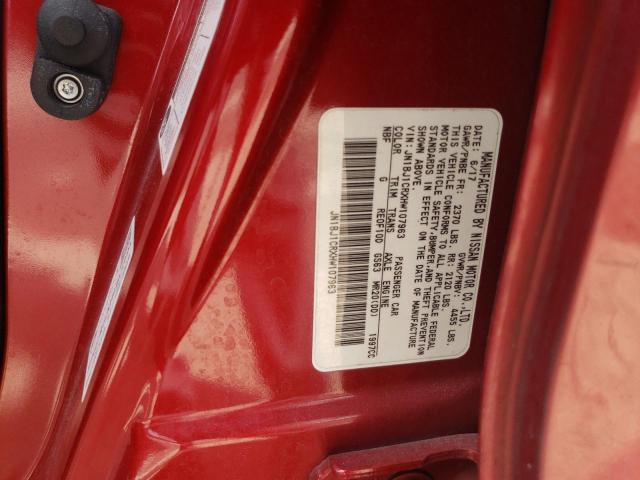 MANUFACTURED BY NISSAN MOTOR CO.,LTD.
DATE: 6/17 GVWR/PNBV: 4455 LBS.
GAWR/PNBE FR: 2370 LBS. RR: 2120 LBS.
THIS VEHICLE CONFORMS TO ALL APPLICABLE FEDERAL
MOTOR VEHICLE SAFETY,BUMPER,AND THEFT PREVENTION
STANDARDS IN EFFECT ON THE DATE OF MANUFACTURE
SHOWN ABOVE.
VIN: JN1BJ1CRXHW107963 PASSENGER CAR
COLOR TRIM TRANS AXLE ENGINE
NBF G RE0F10D GS63 MR20(DD) 1997CC
JN1BJ1CRXHW107963